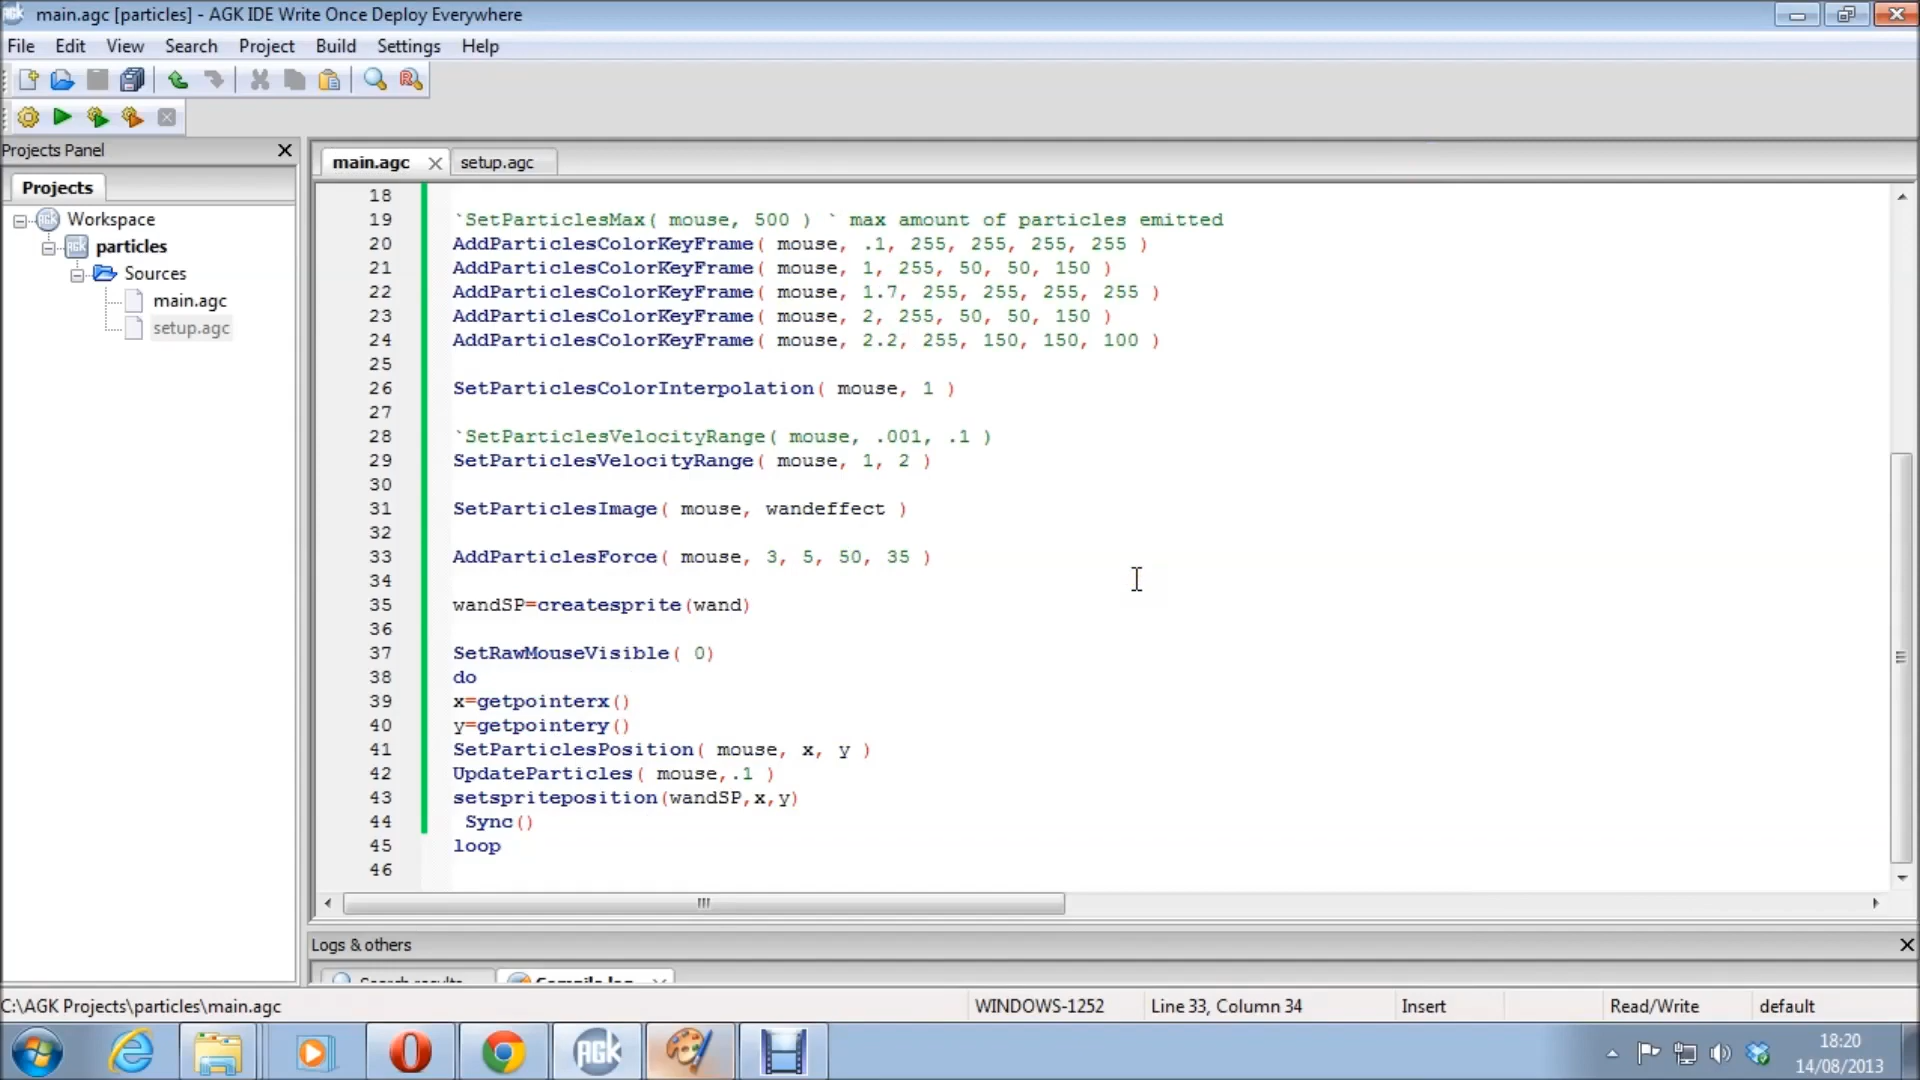 main.agc [particles] - AGK IDE Write Once Deploy Everywhere
File Edit View Search Project Build Settings Help
Projects Panel
Projects
Workspace
particles
Sources
main.agc
setup.agc
main.agc setup.agc
18
19 `SetParticlesMax( mouse, 500 ) ` max amount of particles emitted
20 AddParticlesColorKeyFrame( mouse, .1, 255, 255, 255, 255 )
21 AddParticlesColorKeyFrame( mouse, 1, 255, 50, 50, 150 )
22 AddParticlesColorKeyFrame( mouse, 1.7, 255, 255, 255, 255 )
23 AddParticlesColorKeyFrame( mouse, 2, 255, 50, 50, 150 )
24 AddParticlesColorKeyFrame( mouse, 2.2, 255, 150, 150, 100 )
25
26 SetParticlesColorInterpolation( mouse, 1 )
27
28 `SetParticlesVelocityRange( mouse, .001, .1 )
29 SetParticlesVelocityRange( mouse, 1, 2 )
30
31 SetParticlesImage( mouse, wandeffect )
32
33 AddParticlesForce( mouse, 3, 5, 50, 35 )
34
35 wandSP=createsprite(wand)
36
37 SetRawMouseVisible( 0)
38 do
39 x=getpointerx()
40 y=getpointery()
41 SetParticlesPosition( mouse, x, y )
42 UpdateParticles( mouse,.1 )
43 setspriteposition(wandSP,x,y)
44 Sync()
45 loop
46
Logs & others
Search results Compile log
C:\AGK Projects\particles\main.agc WINDOWS-1252 Line 33, Column 34 Insert Read/Write default
AGK
18:20
14/08/2013